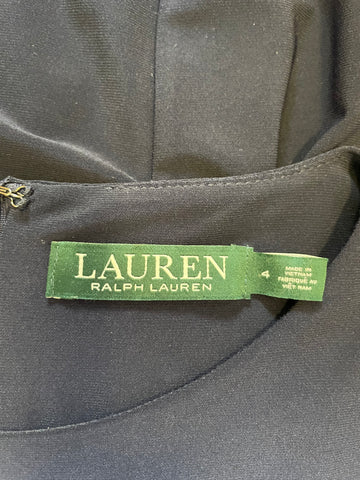 LAUREN
RALPH LAUREN
4
MADE IN
VIETNAM
FABRIQUÉ AU
VIET NAM